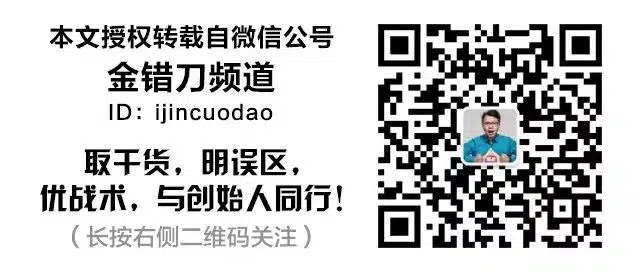 本文授权转载自微信公号
金错刀频道
ID: ijincuodao
取干货，明误区，
优战术，与创始人同行！
（长按右侧二维码关注）